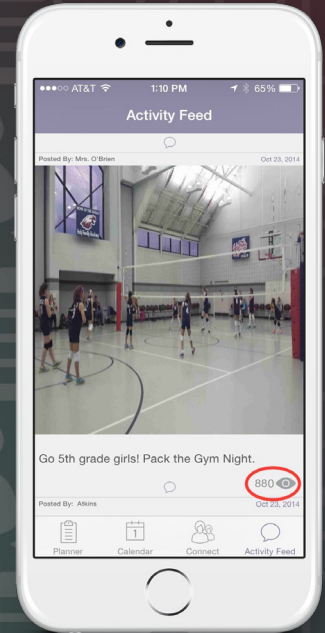 AT&T 1:10 PM 65%
Activity Feed
Posted By: Mrs. O'Brien Oct 23, 2014
Go 5th grade girls! Pack the Gym Night.
880
Posted By: Atkins Oct 23, 2014
1
Planner Calendar Connect Activity Feed